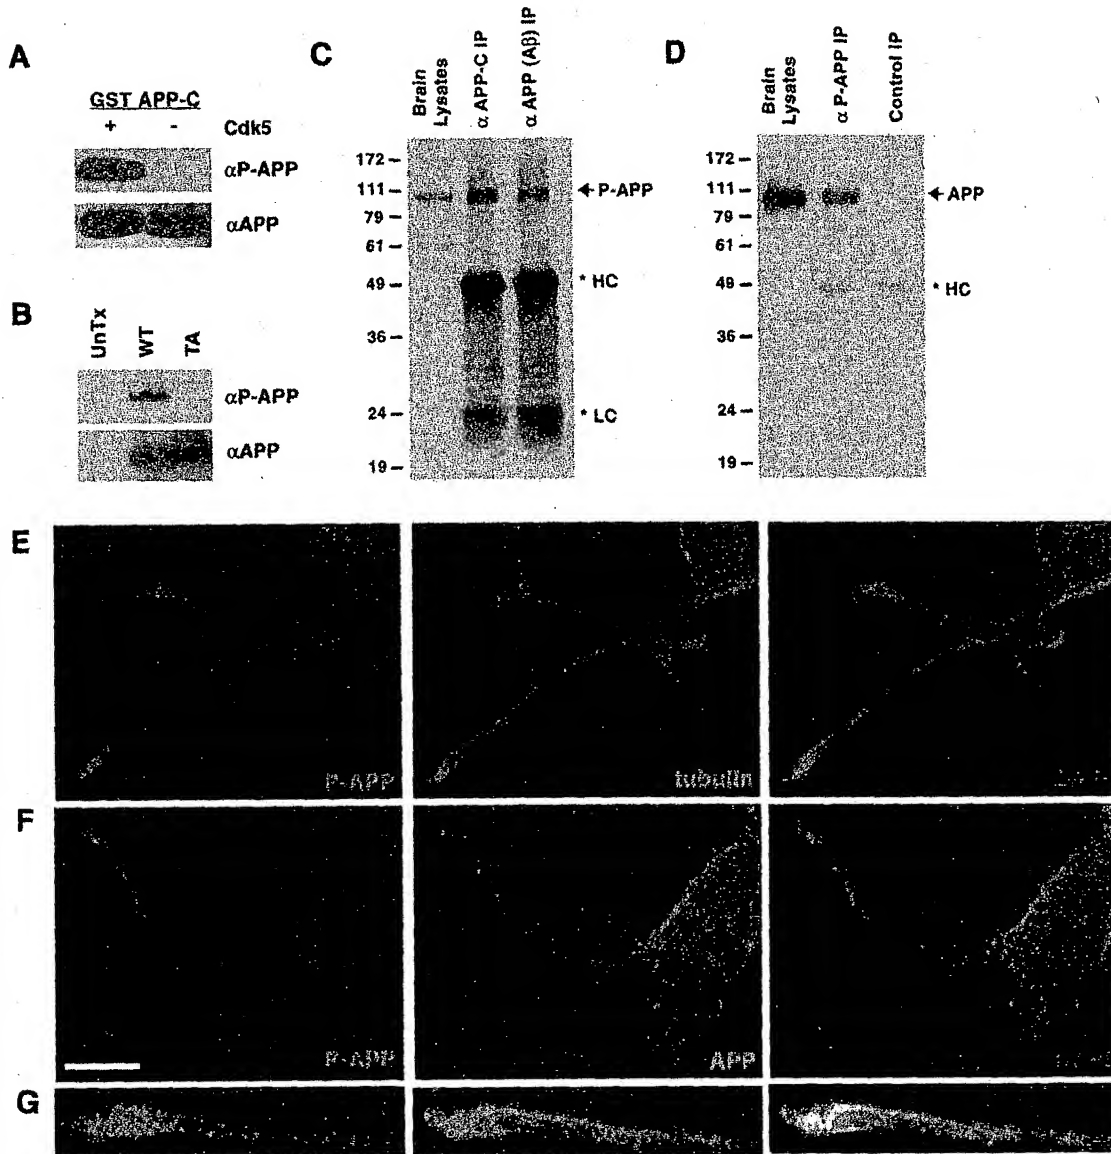 A
GST APP-C
+ - Cdk5
αP-APP
αAPP
B
UnTx WT TA
αP-APP
αAPP
C
Brain Lysates
α APP-C IP
α APP (Aβ) IP
172
111
79
61
49
36
24
19
P-APP
* HC
* LC
D
Brain Lysates
α P-APP IP
Control IP
172
111
79
61
49
36
24
19
APP
* HC
E
P-APP
tubulin
F
P-APP
APP
G